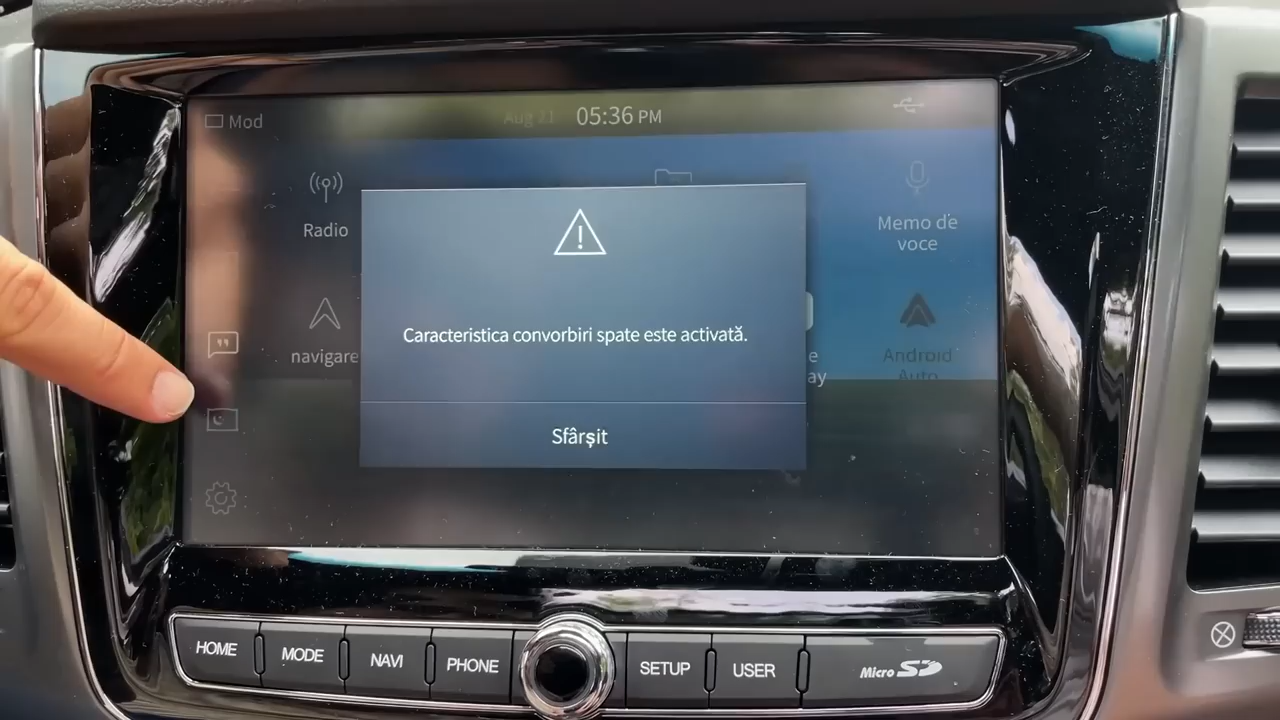 Mod
Aug 21 05:36 PM
Radio
Memo de
voce
navigare
e
ay
Android
Auto
Caracteristica convorbiri spate este activată.
Sfârșit
HOME
MODE
NAVI
PHONE
SETUP
USER
Micro SD